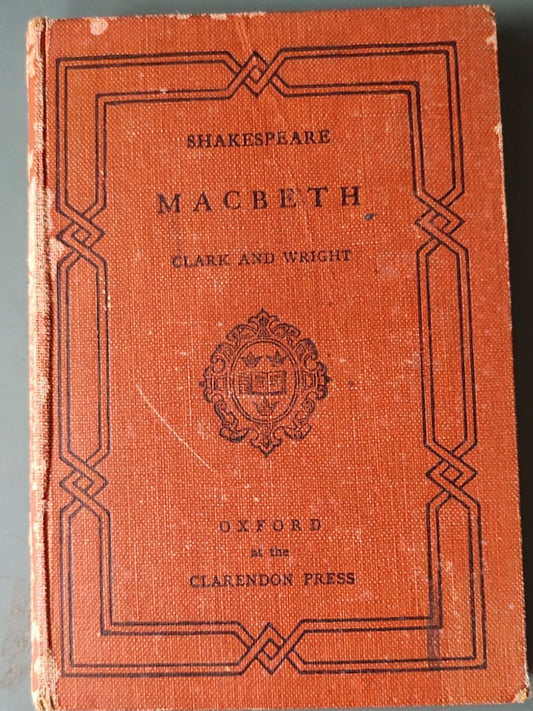 SHAKESPEARE
MACBETH
CLARK AND WRIGHT
OXFORD
at the
CLARENDON PRESS